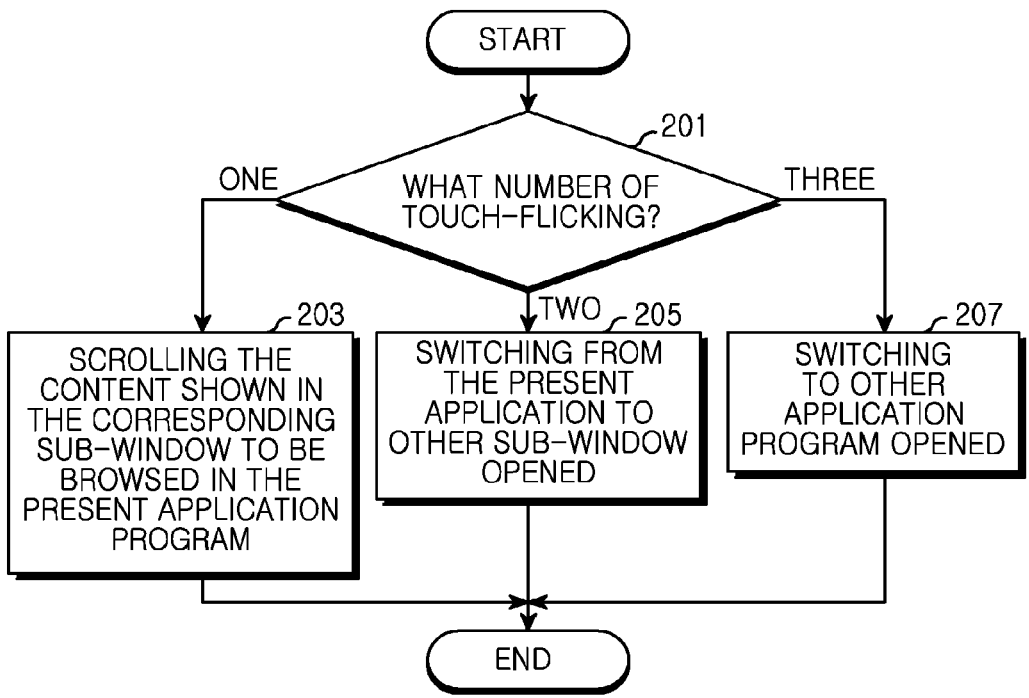 START
201
WHAT NUMBER OF
TOUCH-FLICKING?
ONE
THREE
TWO
203
SCROLLING THE
CONTENT SHOWN IN
THE CORRESPONDING
SUB-WINDOW TO BE
BROWSED IN THE
PRESENT APPLICATION
PROGRAM
205
SWITCHING FROM
THE PRESENT
APPLICATION TO
OTHER SUB-WINDOW
OPENED
207
SWITCHING
TO OTHER
APPLICATION
PROGRAM OPENED
END